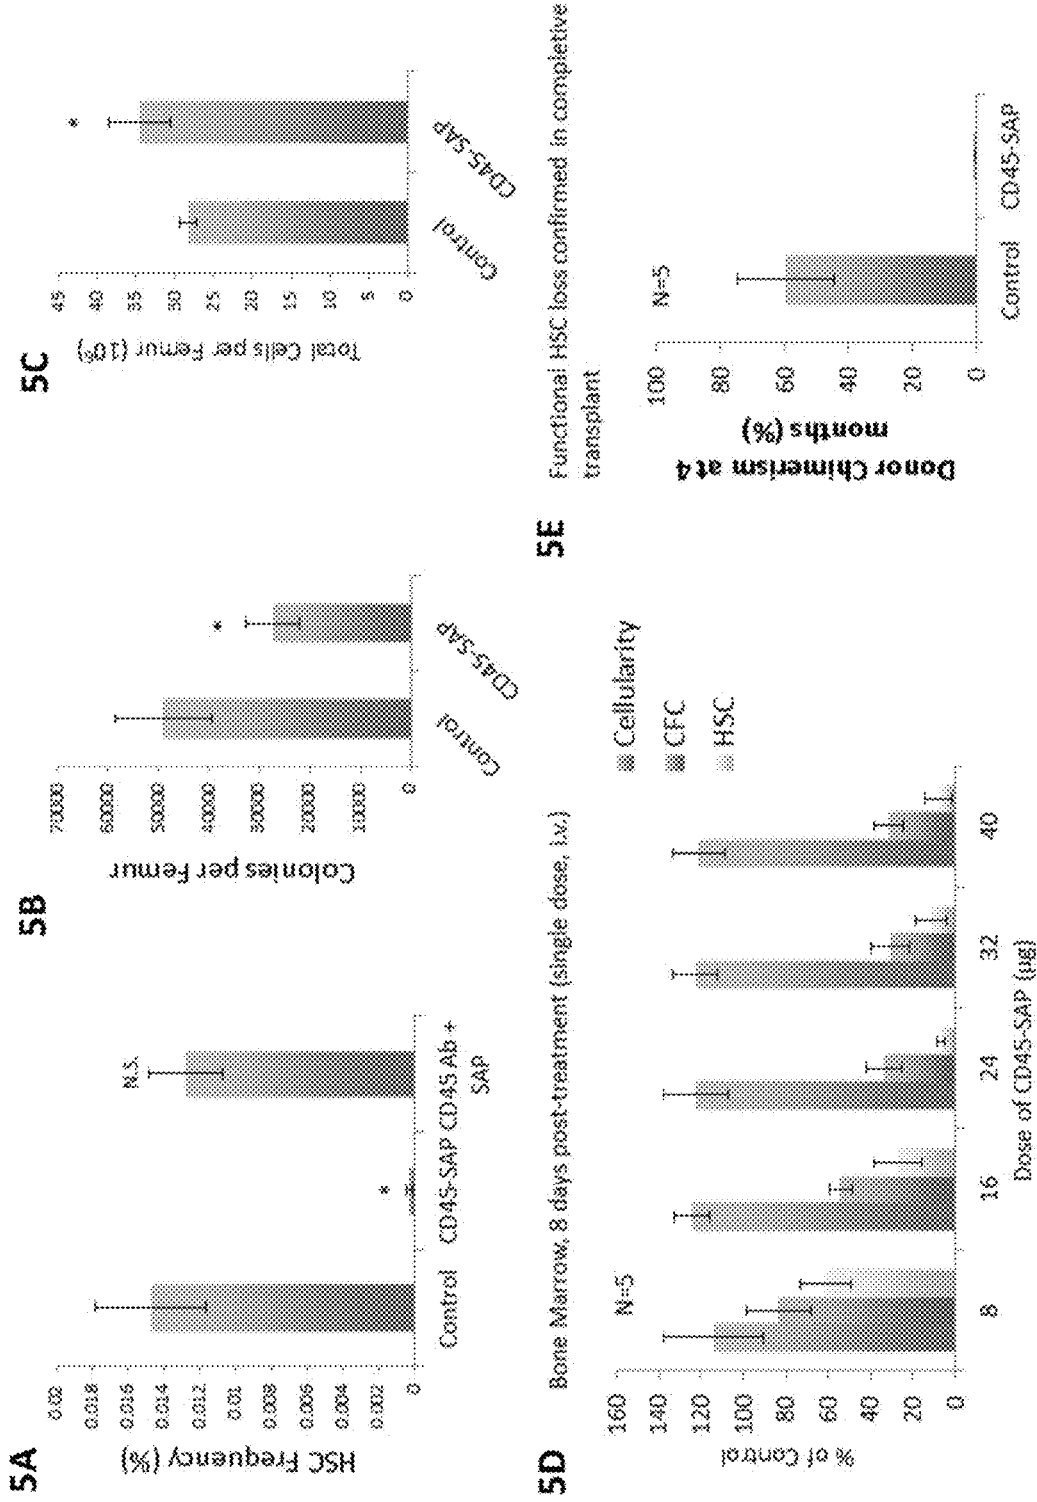 5A
HSC Frequency (%)
0.02
0.018
0.016
0.014
0.012
0.01
0.008
0.006
0.004
0.002
0
N.S.
*
Control
CD45-SAP
CD45 Ab +
SAP
5B
Colonies per Femur
70000
60000
50000
40000
30000
20000
10000
0
*
Control
CD45-SAP
5C
Total Cells per Femur (10⁶)
45
40
35
30
25
20
15
10
5
0
*
Control
CD45-SAP
5D
Bone Marrow, 8 days post-treatment (single dose, i.v.)
% of Control
160
140
120
100
80
60
40
20
0
N=5
Cellularity
CFC
HSC
8
16
24
32
40
Dose of CD45-SAP (ug)
5E
Functional HSC loss confirmed in completive
transplant
Donor Chimerism at 4
months (%)
100
80
60
40
20
0
N=5
Control
CD45-SAP